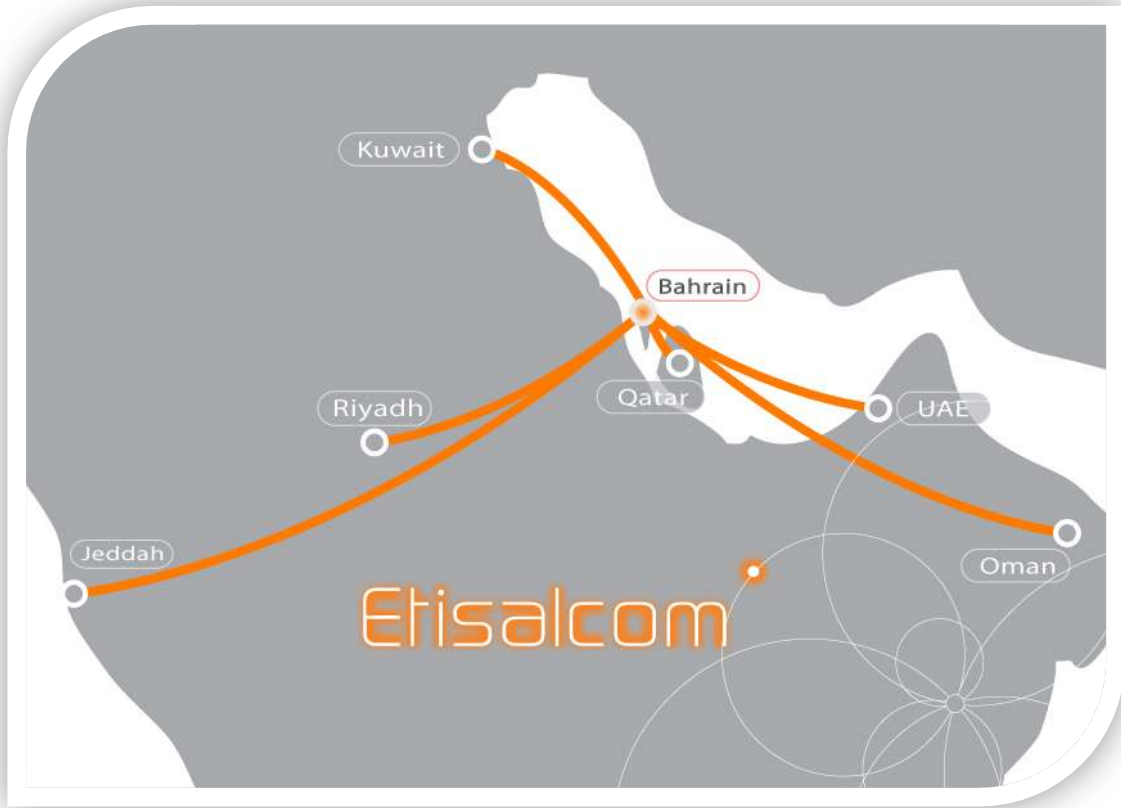 Kuwait
Bahrain
Qatar
Riyadh
UAE
Jeddah
Oman
Etisalcom